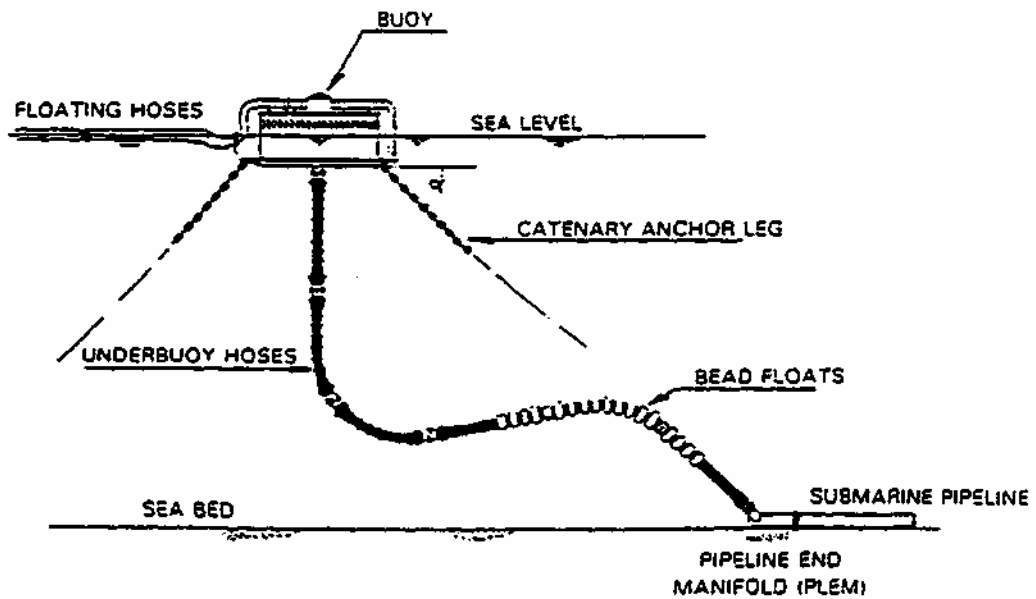 BUOY
FLOATING HOSES
SEA LEVEL
α
CATENARY ANCHOR LEG
UNDERBUOY HOSES
BEAD FLOATS
SEA BED
SUBMARINE PIPELINE
PIPELINE END
MANIFOLD (PLEM)